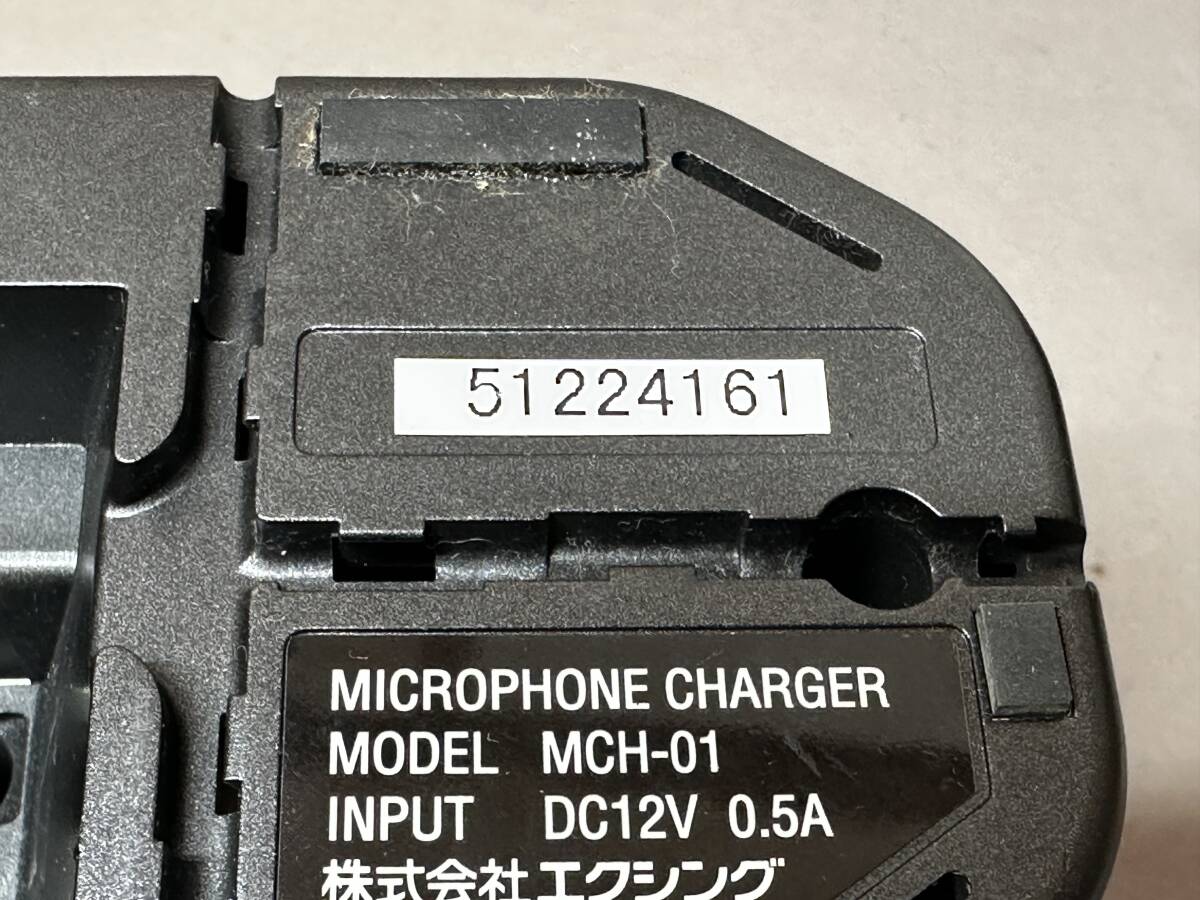 51224161
MICROPHONE CHARGER
MODEL MCH-01
INPUT DC12V 0.5A
株式会社エクシング